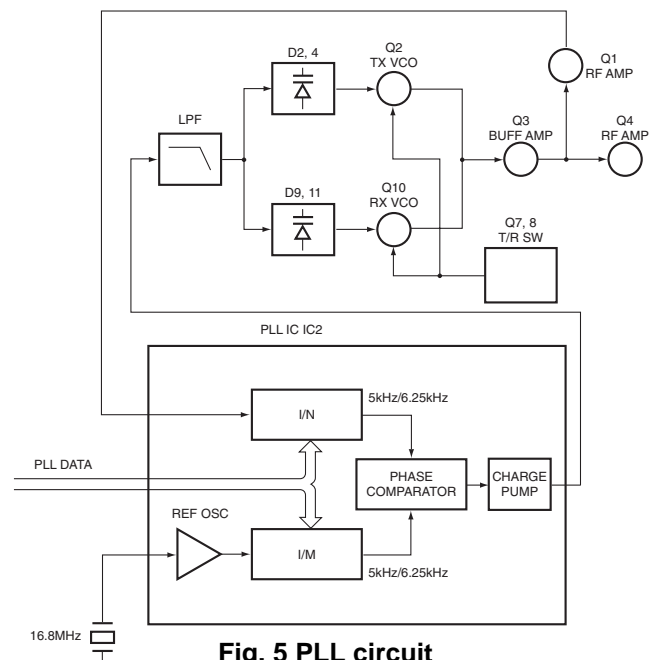 D2, 4
Q2
TX VCO
Q1
RF AMP
LPF
Q3
BUFF AMP
Q4
RF AMP
D9, 11
Q10
RX VCO
Q7, 8
T/R SW
PLL IC IC2
I/N
5kHz/6.25kHz
PLL DATA
PHASE
COMPARATOR
CHARGE
PUMP
REF OSC
I/M
5kHz/6.25kHz
16.8MHz
Fig. 5 PLL circuit